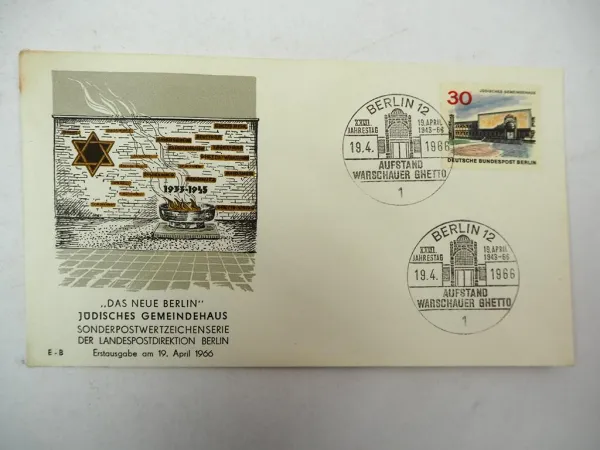 1933-1945
„DAS NEUE BERLIN"
JÜDISCHES GEMEINDEHAUS
SONDERPOSTWERTZEICHENSERIE
DER LANDESPOSTDIREKTION BERLIN
E - B Erstausgabe am 19. April 1966
BERLIN 12
XXIII. 19. APRIL
JAHRESTAG 1943-66
19.4. 1966
AUFSTAND
WARSCHAUER GHETTO
1
JÜDISCHES GEMEINDEHAUS
30
DEUTSCHE BUNDESPOST BERLIN
BERLIN 12
XXIII. 19. APRIL
JAHRESTAG 1943-66
19.4. 1966
AUFSTAND
WARSCHAUER GHETTO
1